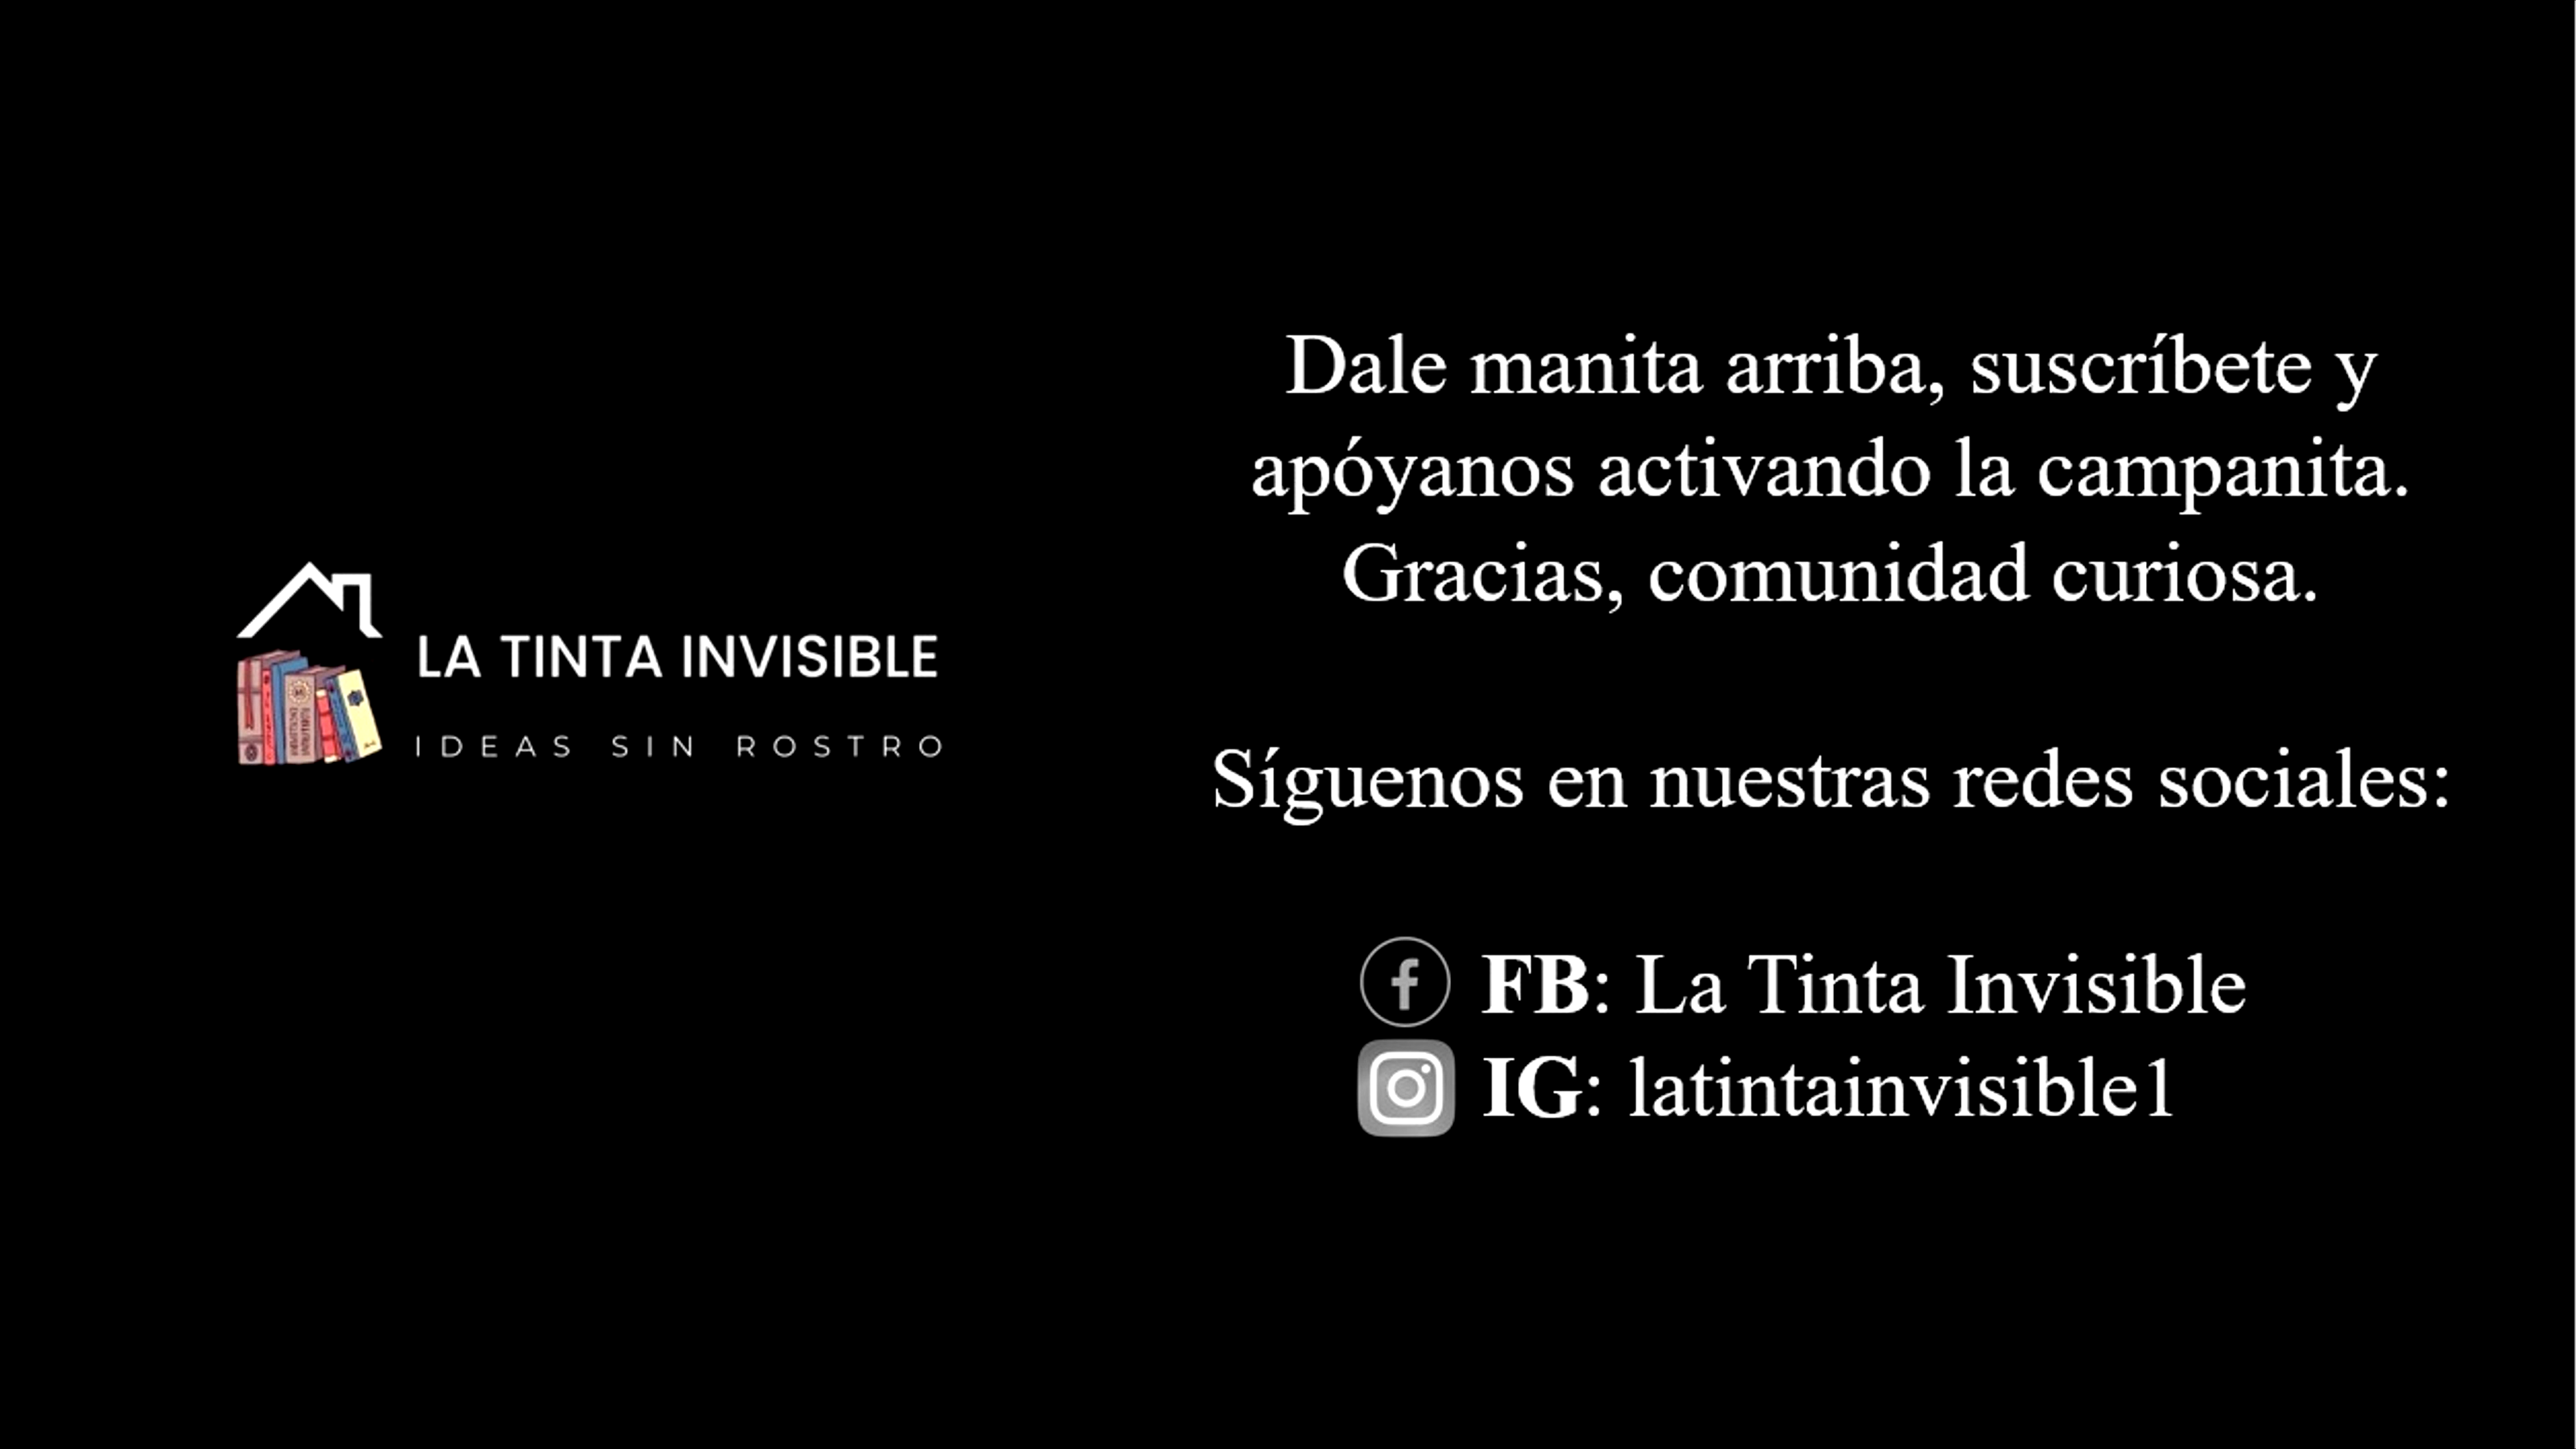 LA TINTA INVISIBLE
IDEAS SIN ROSTRO
Dale manita arriba, suscríbete y
apóyanos activando la campanita.
Gracias, comunidad curiosa.
Síguenos en nuestras redes sociales:
FB: La Tinta Invisible
IG: latintainvisible1